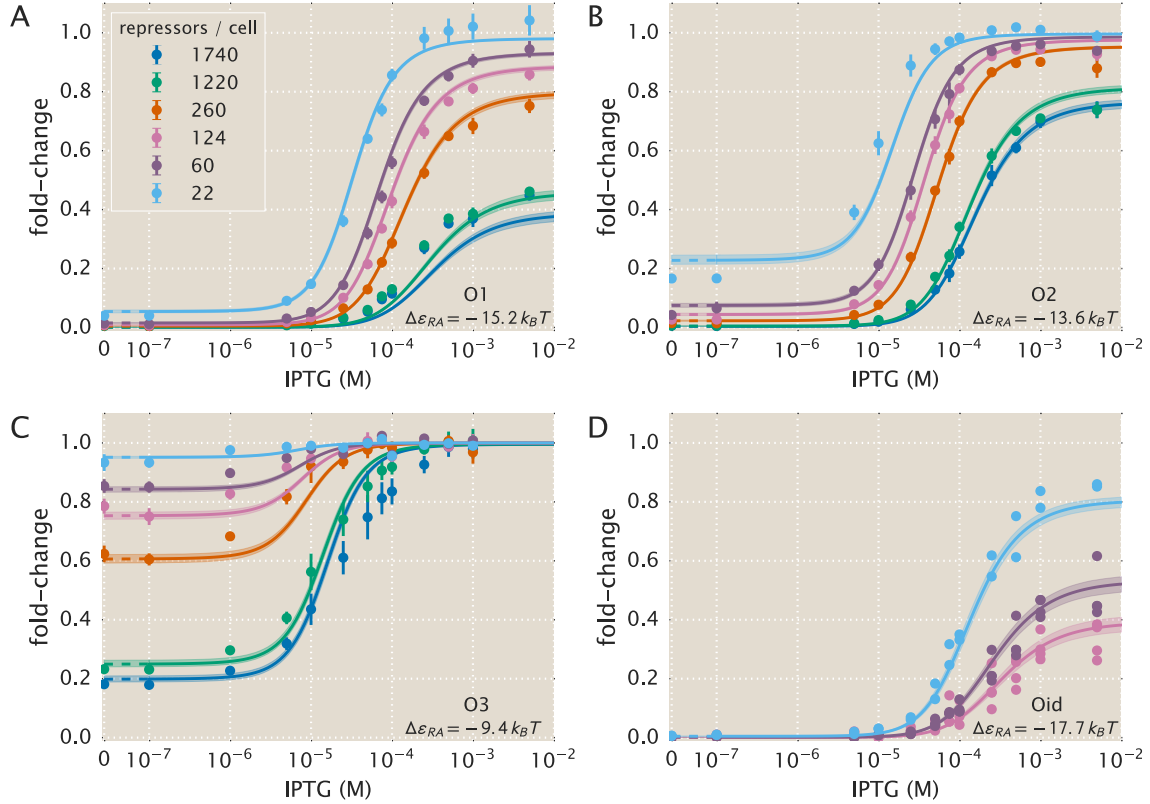 A
repressors / cell
1740
1220
260
124
60
22
fold−change
1.0
0.8
0.6
0.4
0.2
0.0
O1
Δε_RA = −15.2 k_BT
0 10⁻⁷ 10⁻⁶ 10⁻⁵ 10⁻⁴ 10⁻³ 10⁻²
IPTG (M)
B
fold−change
1.0
0.8
0.6
0.4
0.2
0.0
O2
Δε_RA = −13.6 k_BT
0 10⁻⁷ 10⁻⁶ 10⁻⁵ 10⁻⁴ 10⁻³ 10⁻²
IPTG (M)
C
fold−change
1.0
0.8
0.6
0.4
0.2
0.0
O3
Δε_RA = −9.4 k_BT
0 10⁻⁷ 10⁻⁶ 10⁻⁵ 10⁻⁴ 10⁻³ 10⁻²
IPTG (M)
D
fold−change
1.0
0.8
0.6
0.4
0.2
0.0
Oid
Δε_RA = −17.7 k_BT
0 10⁻⁷ 10⁻⁶ 10⁻⁵ 10⁻⁴ 10⁻³ 10⁻²
IPTG (M)